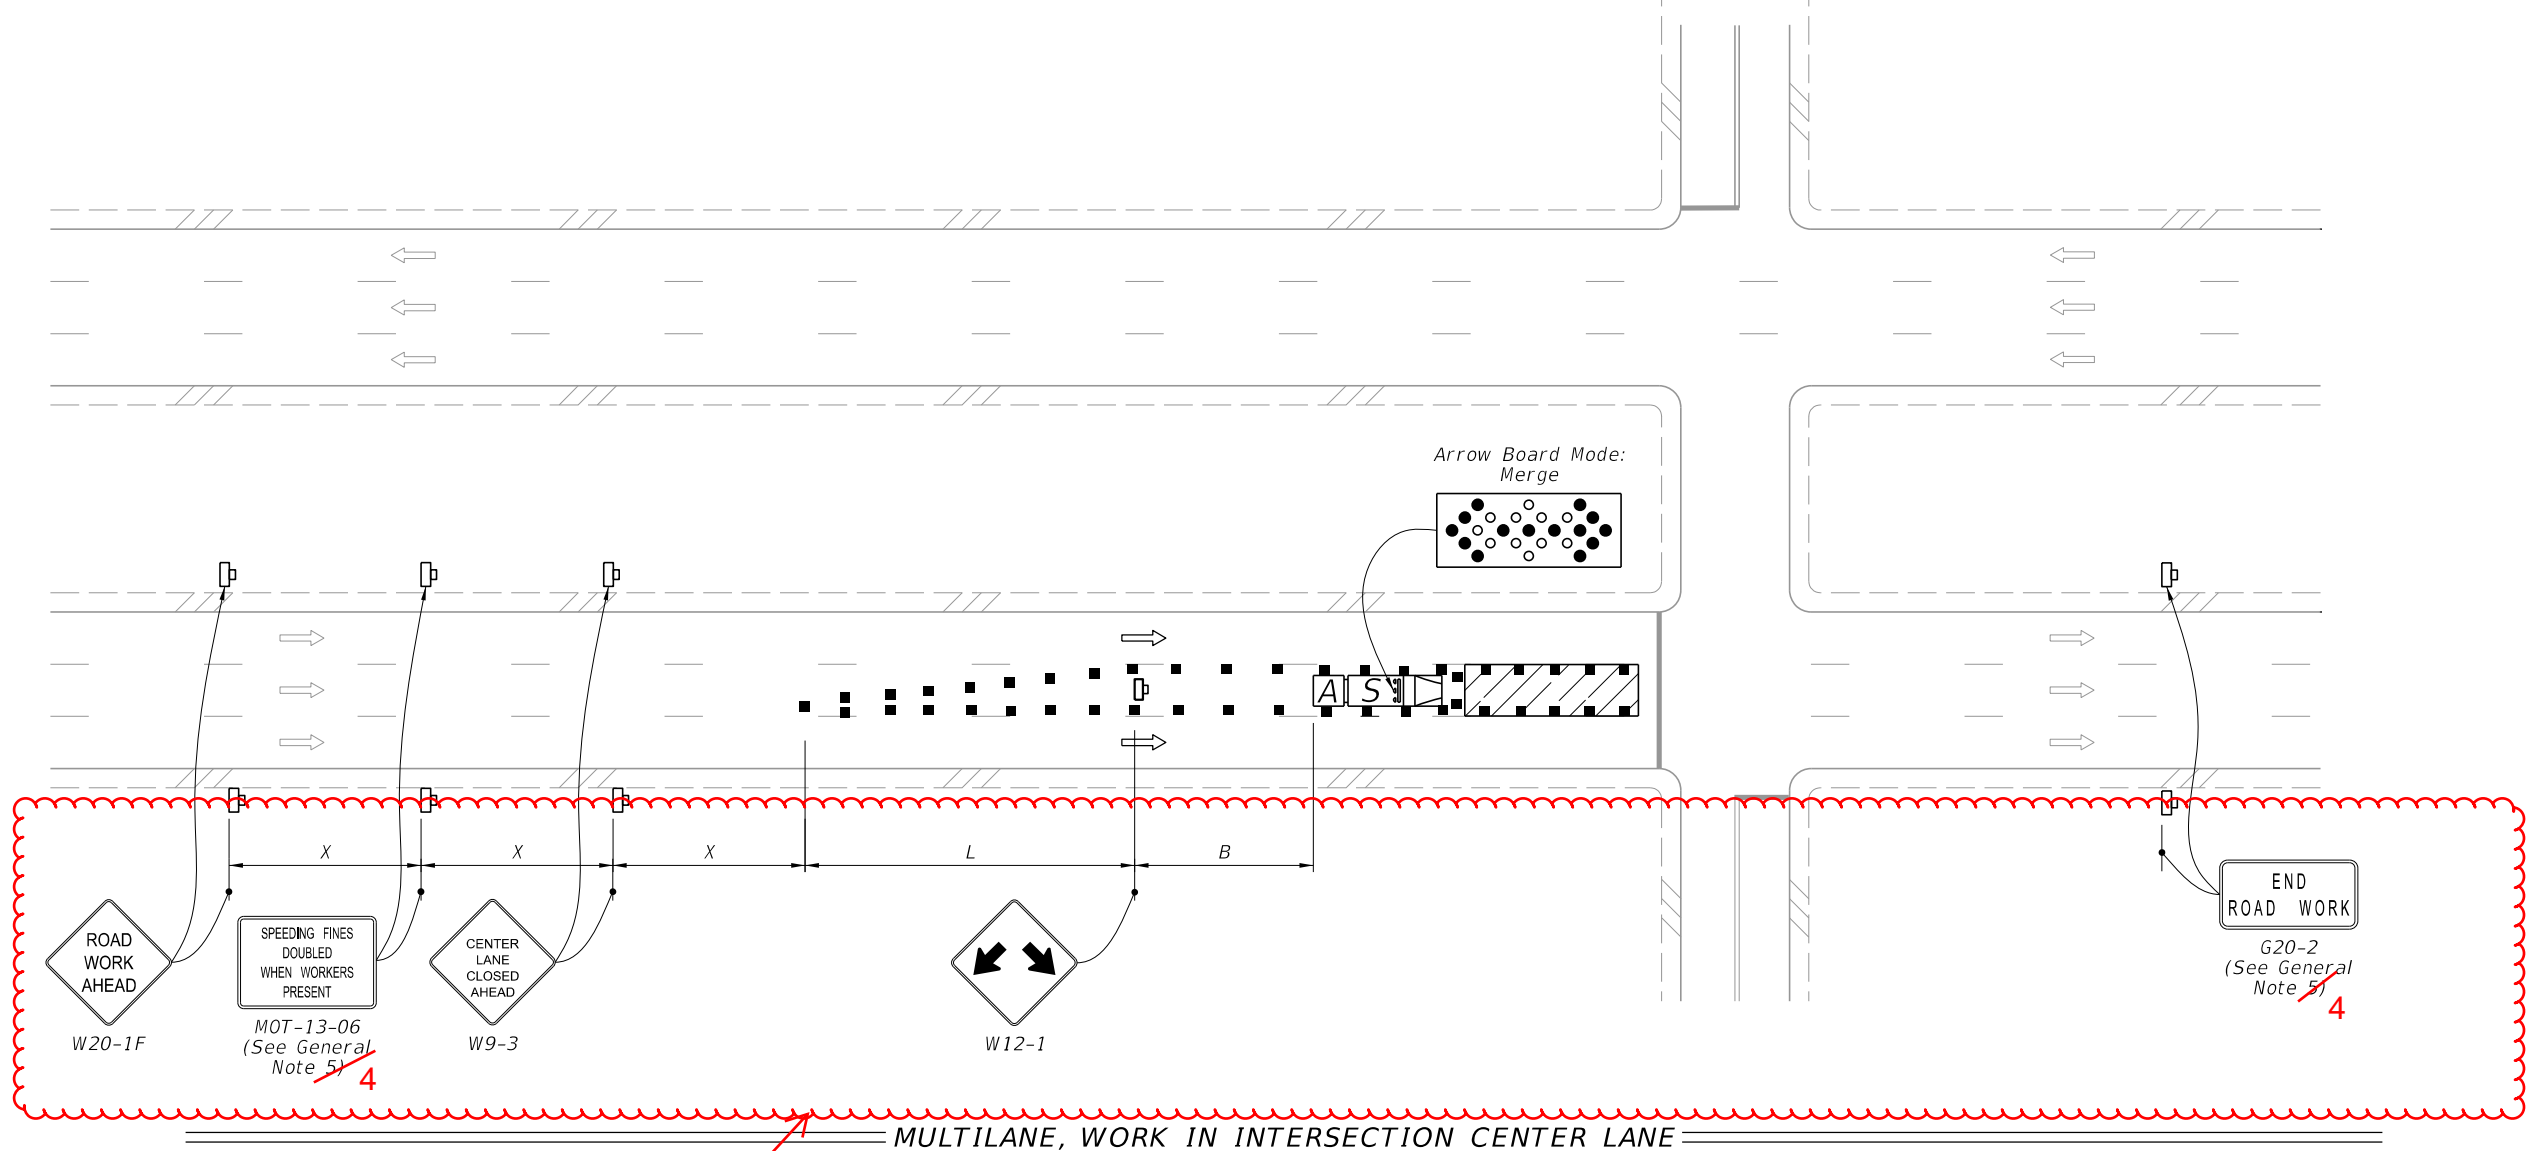 Arrow Board Mode:
Merge
A S
X X X L B
ROAD
WORK
AHEAD
W20-1F
SPEEDING FINES
DOUBLED
WHEN WORKERS
PRESENT
MOT-13-06
(See General
Note 5)
4
CENTER
LANE
CLOSED
AHEAD
W9-3
W12-1
END
ROAD WORK
G20-2
(See General
Note 5)
4
MULTILANE, WORK IN INTERSECTION CENTER LANE